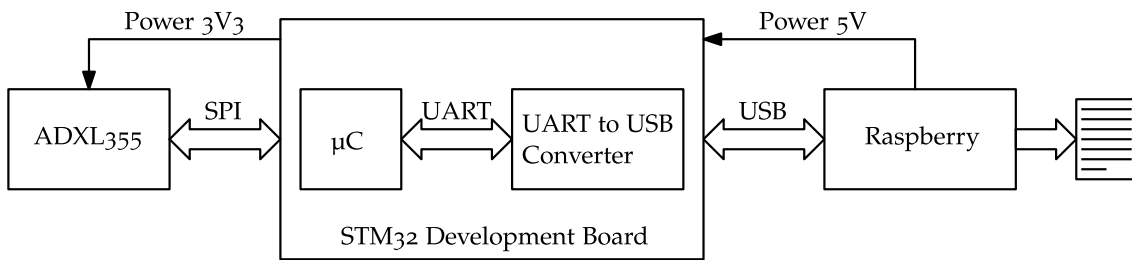 Power 3V3
Power 5V
ADXL355
SPI
µC
UART
UART to USB
Converter
USB
Raspberry
STM32 Development Board